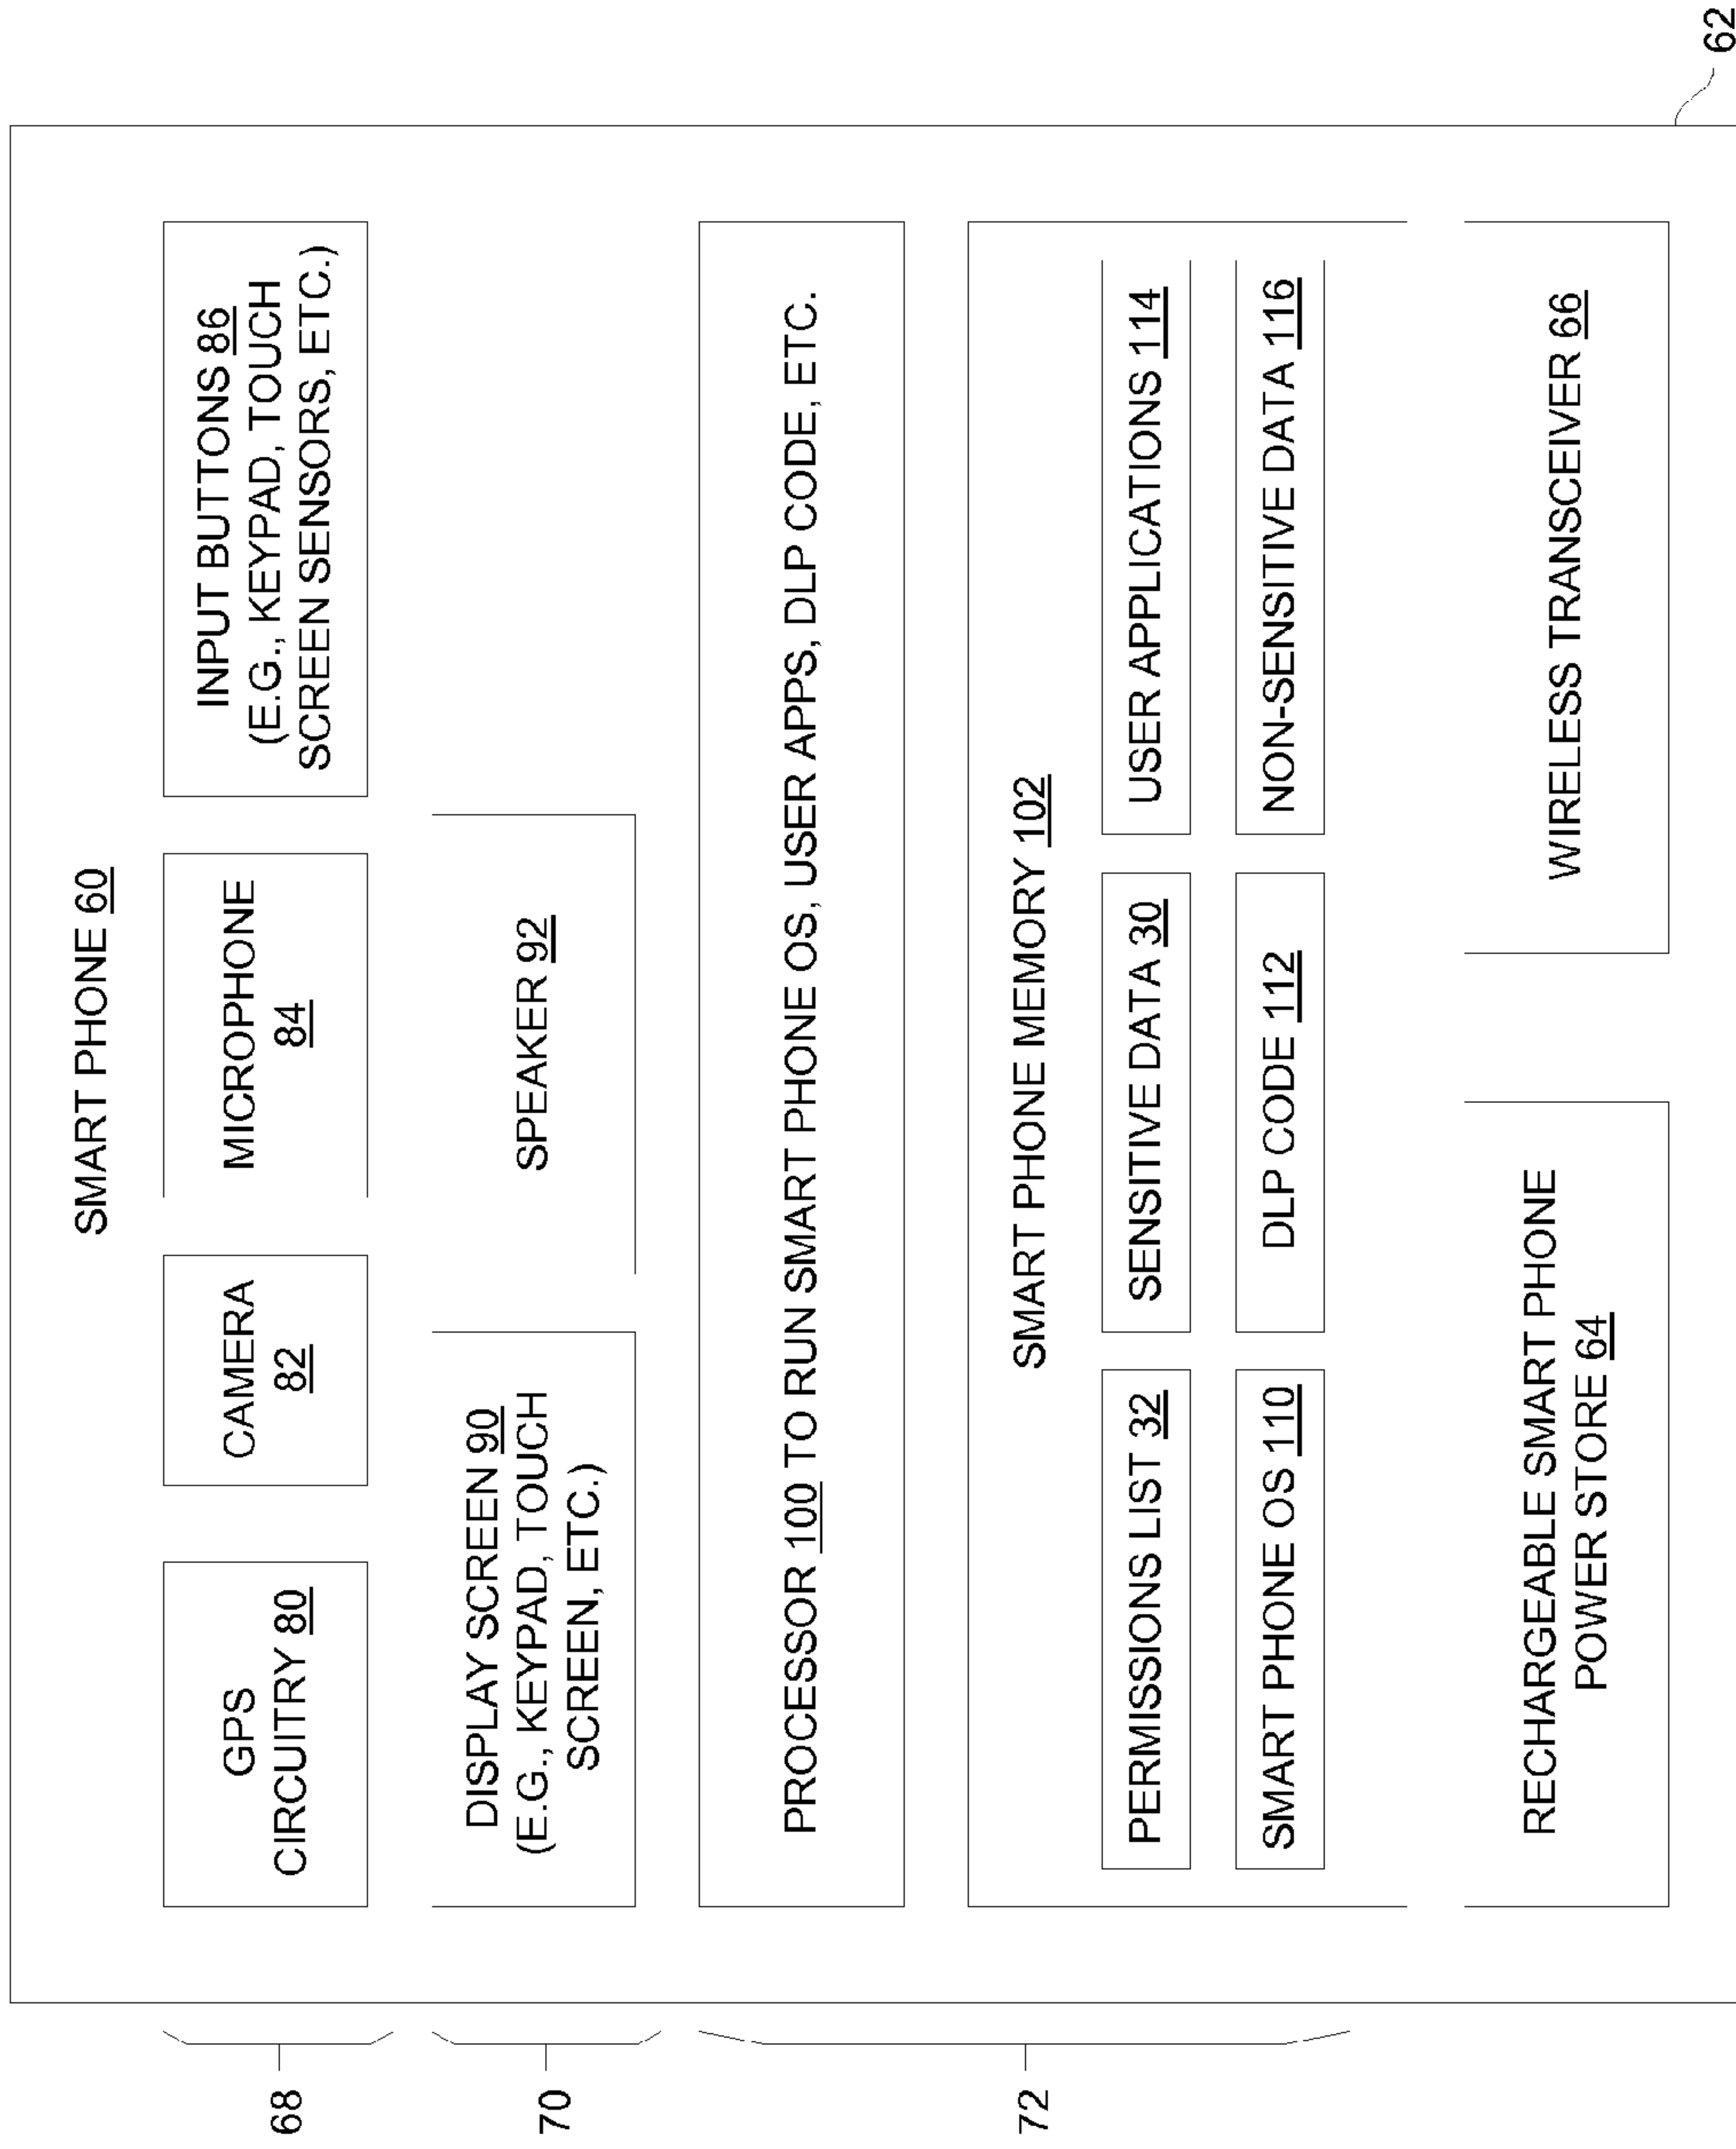 SMART PHONE 60
68
GPS
CIRCUITRY 80
CAMERA
82
MICROPHONE
84
INPUT BUTTONS 86
(E.G., KEYPAD, TOUCH
SCREEN SENSORS, ETC.)
70
DISPLAY SCREEN 90
(E.G., KEYPAD, TOUCH
SCREEN, ETC.)
SPEAKER 92
72
PROCESSOR 100 TO RUN SMART PHONE OS, USER APPS, DLP CODE, ETC.
SMART PHONE MEMORY 102
PERMISSIONS LIST 32
SENSITIVE DATA 30
USER APPLICATIONS 114
SMART PHONE OS 110
DLP CODE 112
NON-SENSITIVE DATA 116
RECHARGEABLE SMART PHONE
POWER STORE 64
WIRELESS TRANSCEIVER 66
62